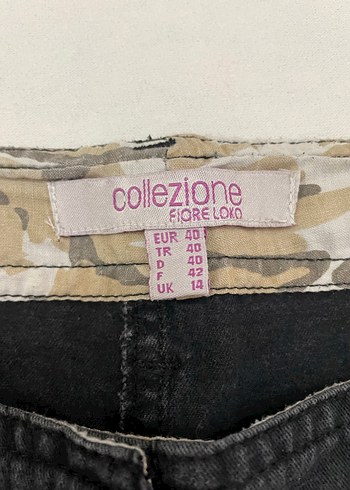 collezione
FIORE LOKO
EUR 40
TR 40
D 40
F 42
UK 14